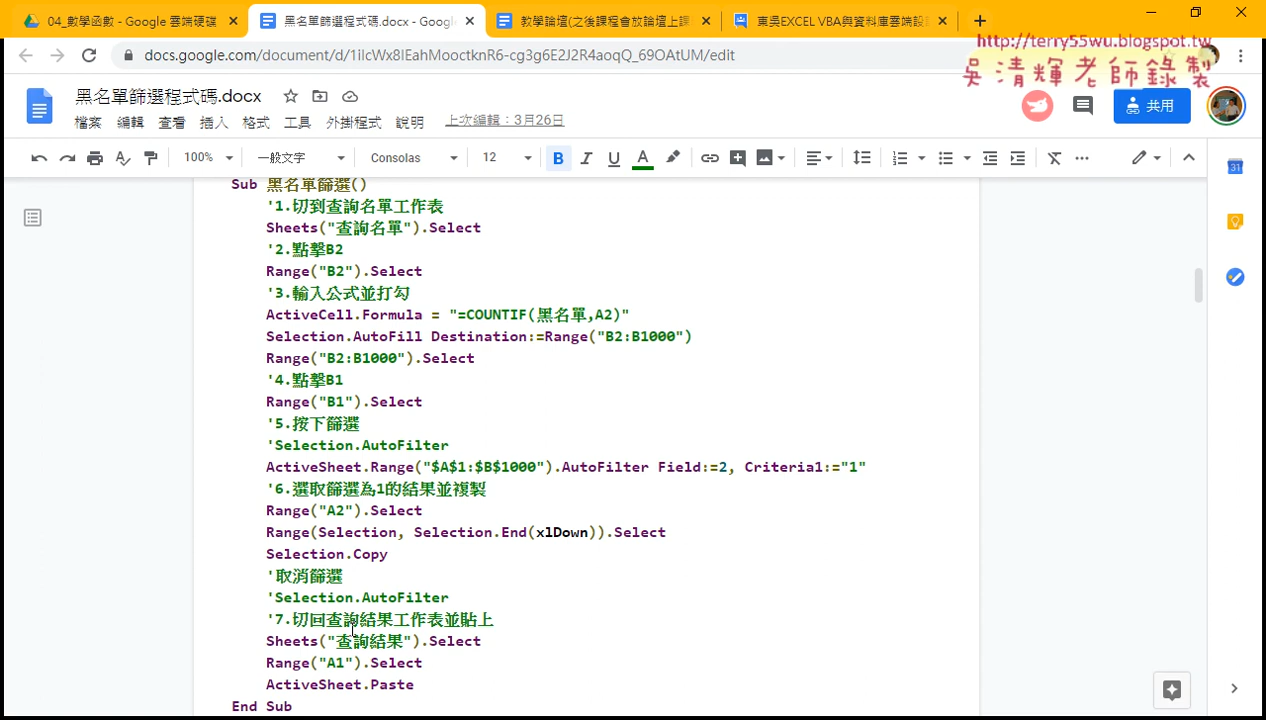 04_數學函數 - Google 雲端硬碟
黑名單篩選程式碼.docx - Googl
教學論壇(之後課程會放論壇上課
東吳EXCEL VBA與資料庫雲端設
docs.google.com/document/d/1ilcWx8lEahMooctknR6-cg3g6E2J2R4aoqQ_69OAtUM/edit
http://terry55wu.blogspot.tw
吳清輝老師錄製
黑名單篩選程式碼.docx
檔案 編輯 查看 插入 格式 工具 外掛程式 說明 上次編輯：3月26日
共用
100% 一般文字 Consolas 12 B I U A
Sub 黑名單篩選()
'1.切到查詢名單工作表
Sheets("查詢名單").Select
'2.點擊B2
Range("B2").Select
'3.輸入公式並打勾
ActiveCell.Formula = "=COUNTIF(黑名單,A2)"
Selection.AutoFill Destination:=Range("B2:B1000")
Range("B2:B1000").Select
'4.點擊B1
Range("B1").Select
'5.按下篩選
'Selection.AutoFilter
ActiveSheet.Range("$A$1:$B$1000").AutoFilter Field:=2, Criteria1:="1"
'6.選取篩選為1的結果並複製
Range("A2").Select
Range(Selection, Selection.End(xlDown)).Select
Selection.Copy
'取消篩選
'Selection.AutoFilter
'7.切回查詢結果工作表並貼上
Sheets("查詢結果").Select
Range("A1").Select
ActiveSheet.Paste
End Sub